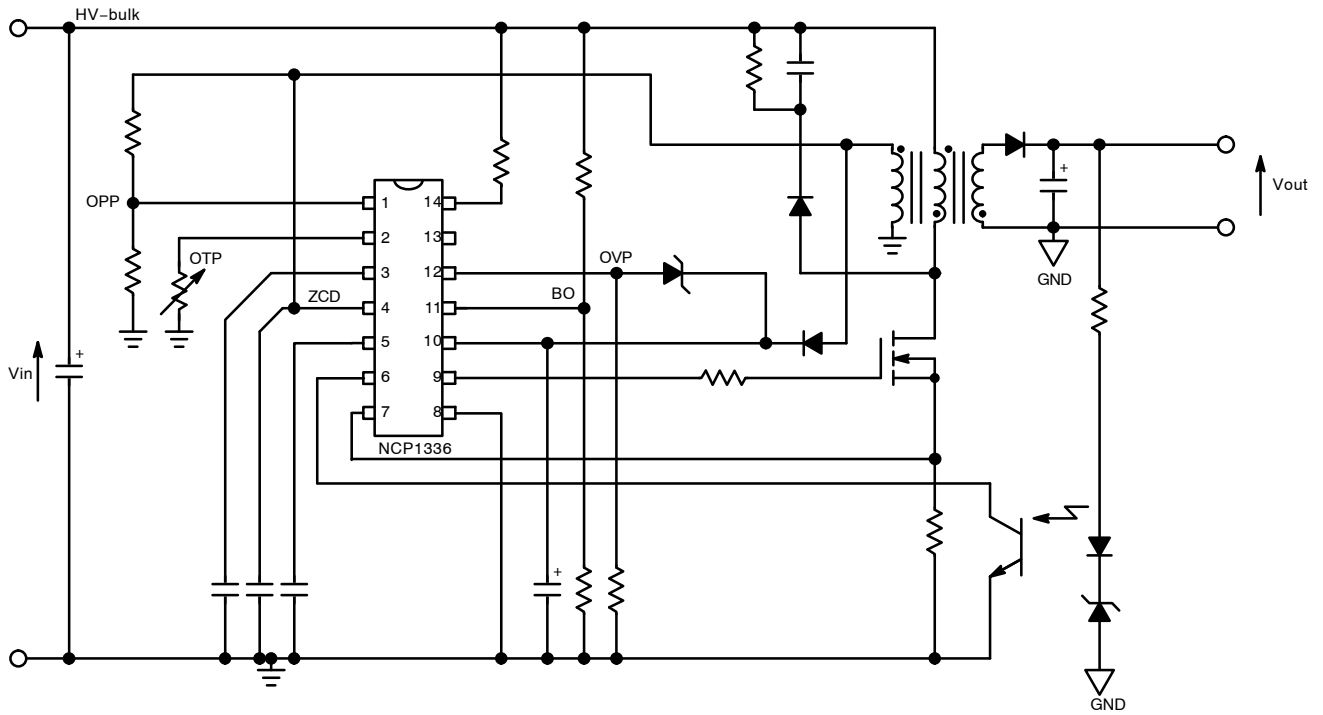 HV-bulk
OPP
1
14
2
13
OTP
3
12
OVP
ZCD
4
11
BO
5
10
6
9
7
8
NCP1336
Vin
+
+
+
GND
Vout
GND